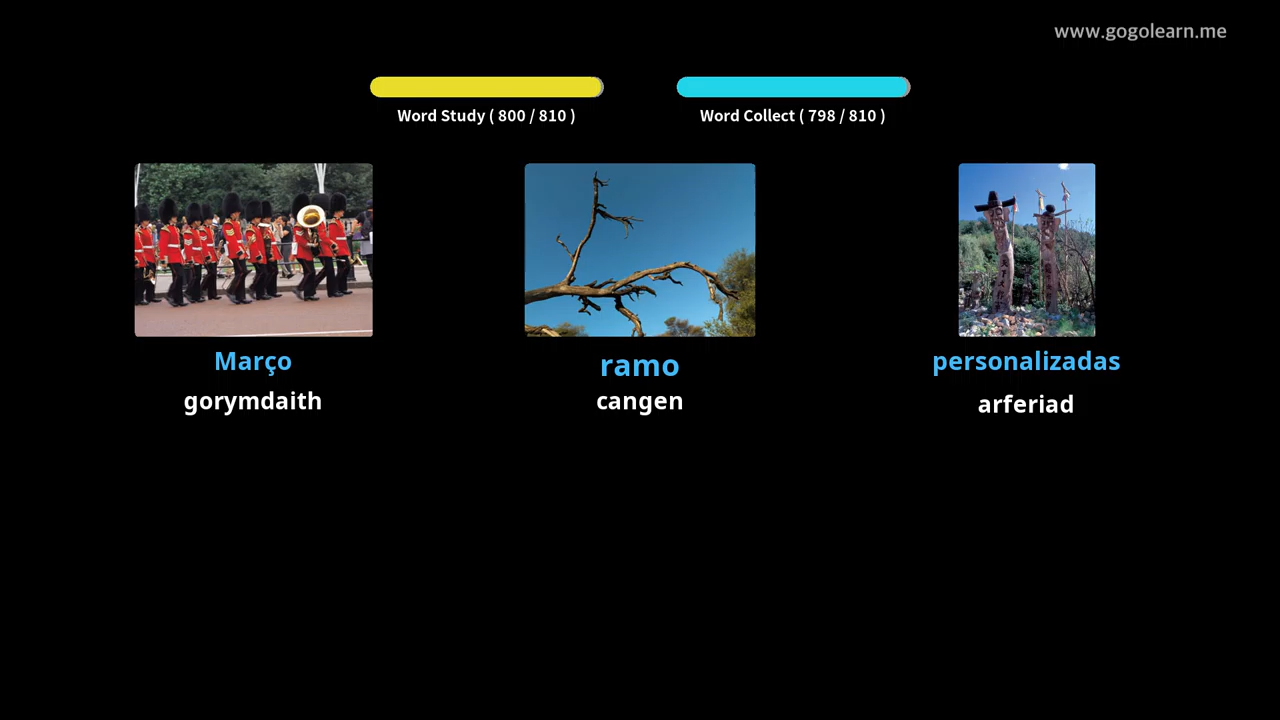 www.gogolearn.me
Word Study ( 800 / 810 )
Word Collect ( 798 / 810 )
Março
ramo
personalizadas
gorymdaith
cangen
arferiad